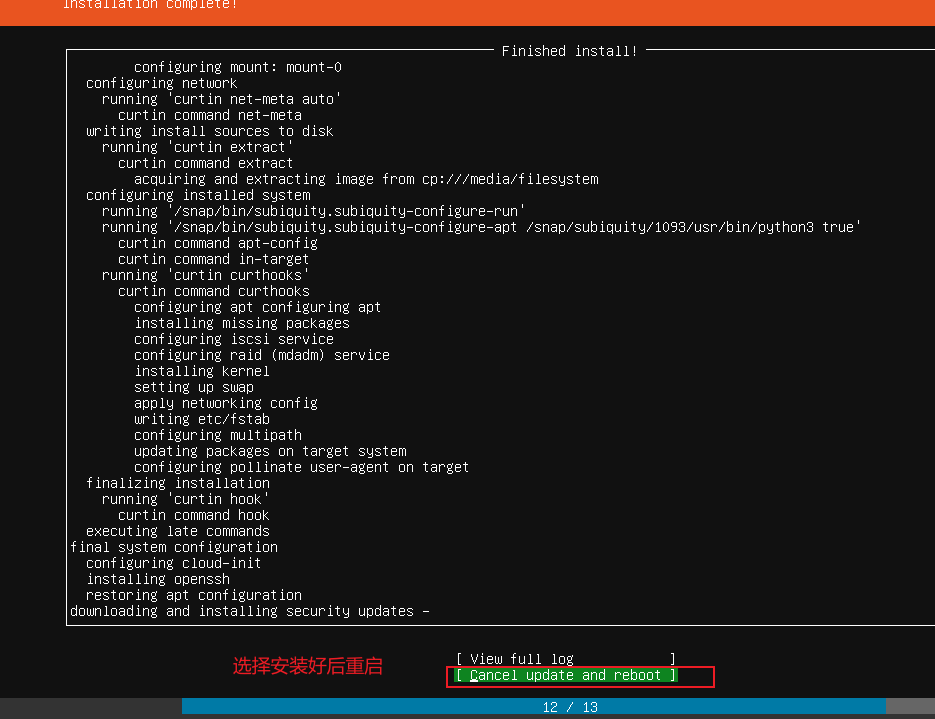 Installation complete!
Finished install!
configuring mount: mount-0
configuring network
running 'curtin net-meta auto'
curtin command net-meta
writing install sources to disk
running 'curtin extract'
curtin command extract
acquiring and extracting image from cp:///media/filesystem
configuring installed system
running '/snap/bin/subiquity.subiquity-configure-run'
running '/snap/bin/subiquity.subiquity-configure-apt /snap/subiquity/1093/usr/bin/python3 true'
curtin command apt-config
curtin command in-target
running 'curtin curthooks'
curtin command curthooks
configuring apt configuring apt
installing missing packages
configuring iscsi service
configuring raid (mdadm) service
installing kernel
setting up swap
apply networking config
writing etc/fstab
configuring multipath
updating packages on target system
configuring pollinate user-agent on target
finalizing installation
running 'curtin hook'
curtin command hook
executing late commands
final system configuration
configuring cloud-init
installing openssh
restoring apt configuration
downloading and installing security updates -
[ View full log ]
选择安装好后重启
[ Cancel update and reboot ]
12 / 13